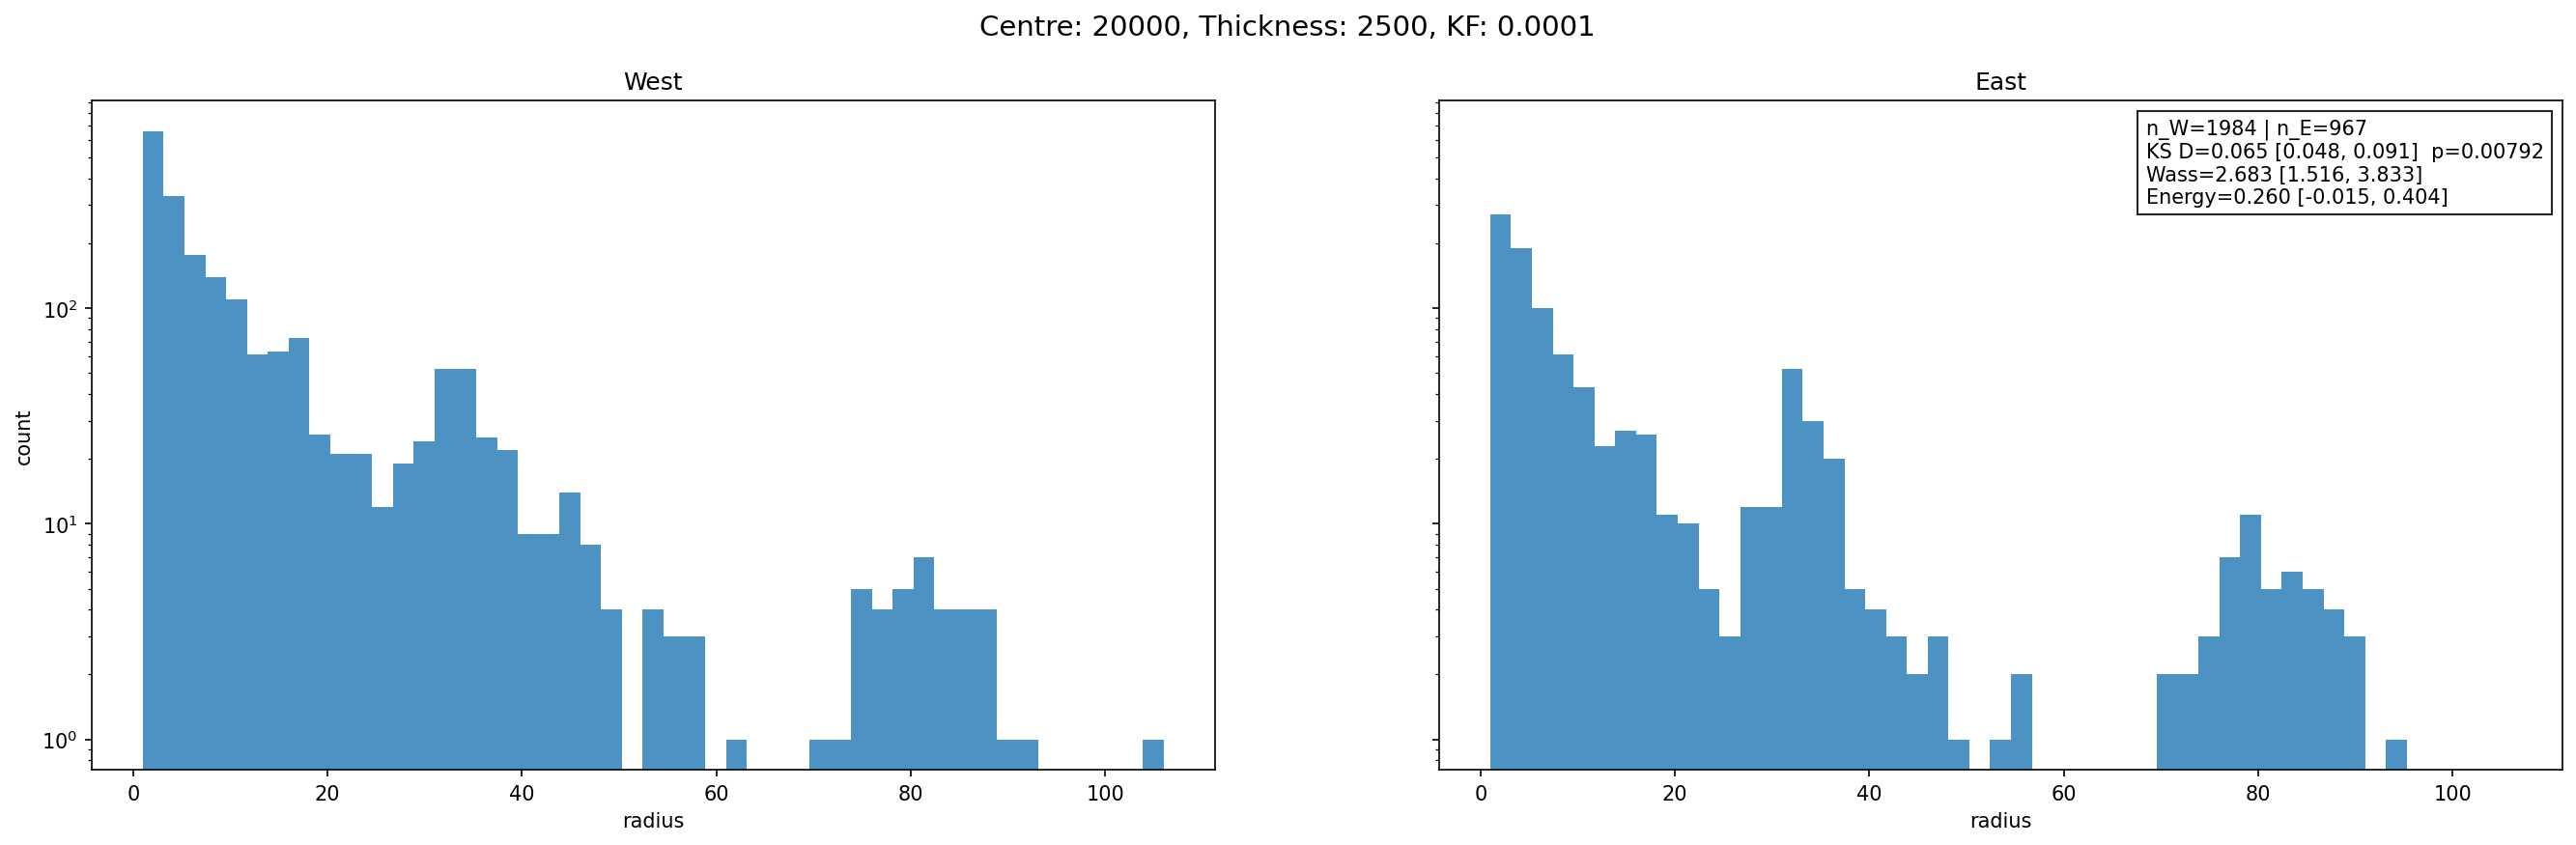 Centre: 20000, Thickness: 2500, KF: 0.0001
West
count
10²
10¹
10⁰
0 20 40 60 80 100
radius
East
n_W=1984 | n_E=967
KS D=0.065 [0.048, 0.091] p=0.00792
Wass=2.683 [1.516, 3.833]
Energy=0.260 [-0.015, 0.404]
0 20 40 60 80 100
radius